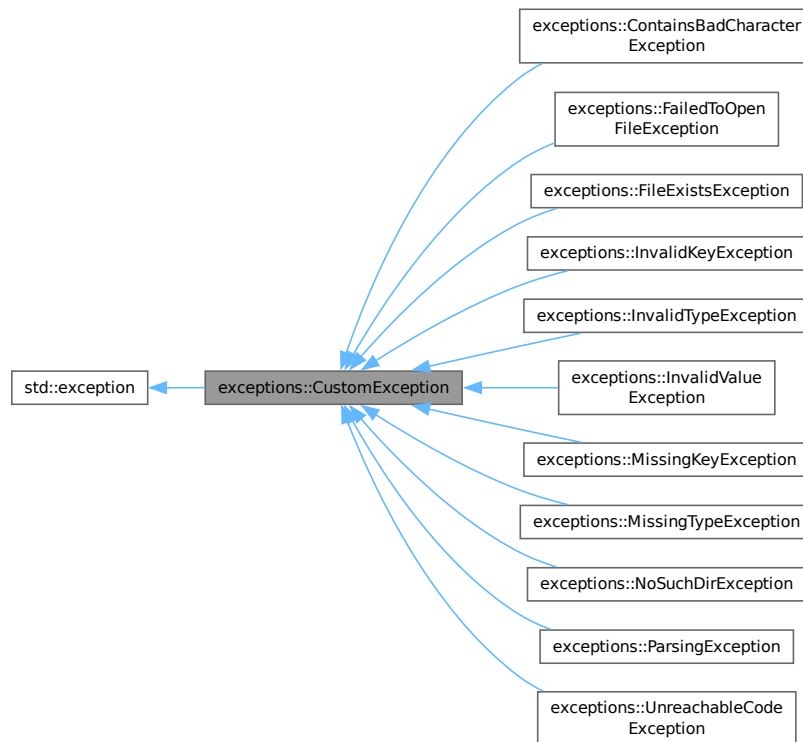 exceptions::ContainsBadCharacter
Exception
exceptions::FailedToOpen
FileException
exceptions::FileExistsException
exceptions::InvalidKeyException
exceptions::InvalidTypeException
std::exception
exceptions::CustomException
exceptions::InvalidValue
Exception
exceptions::MissingKeyException
exceptions::MissingTypeException
exceptions::NoSuchDirException
exceptions::ParsingException
exceptions::UnreachableCode
Exception